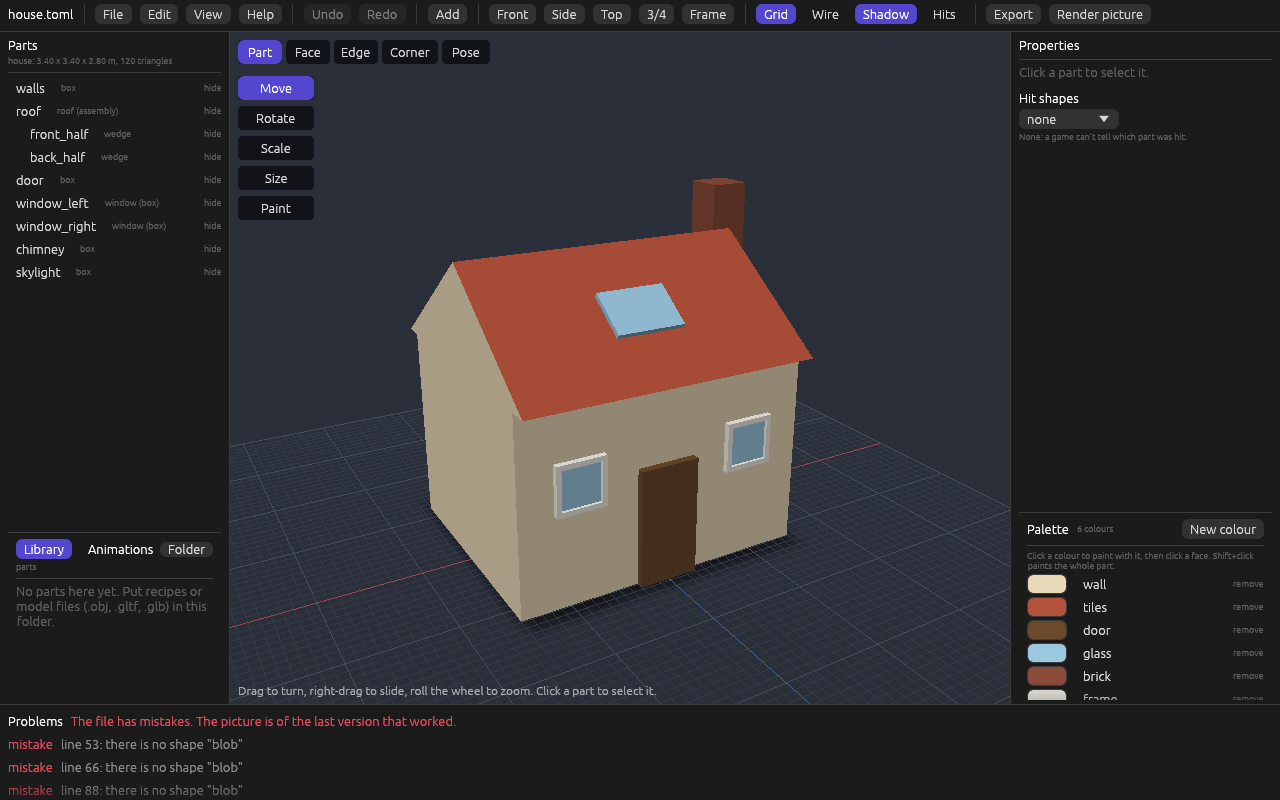 house.toml File Edit View Help Undo Redo Add Front Side Top 3/4 Frame Grid Wire Shadow Hits Export Render picture
Parts
house: 3.40 x 3.40 x 2.80 m, 120 triangles
walls box hide
roof roof (assembly) hide
front_half wedge hide
back_half wedge hide
door box hide
window_left window (box) hide
window_right window (box) hide
chimney box hide
skylight box hide
Library Animations Folder
parts
No parts here yet. Put recipes or
model files (.obj, .gltf, .glb) in this
folder.
Part Face Edge Corner Pose
Move
Rotate
Scale
Size
Paint
Drag to turn, right-drag to slide, roll the wheel to zoom. Click a part to select it.
Properties
Click a part to select it.
Hit shapes
none
None: a game can't tell which part was hit.
Palette 6 colours New colour
Click a colour to paint with it, then click a face. Shift+click
paints the whole part.
wall remove
tiles remove
door remove
glass remove
brick remove
frame remove
Problems The file has mistakes. The picture is of the last version that worked.
mistake line 53: there is no shape "blob"
mistake line 66: there is no shape "blob"
mistake line 88: there is no shape "blob"